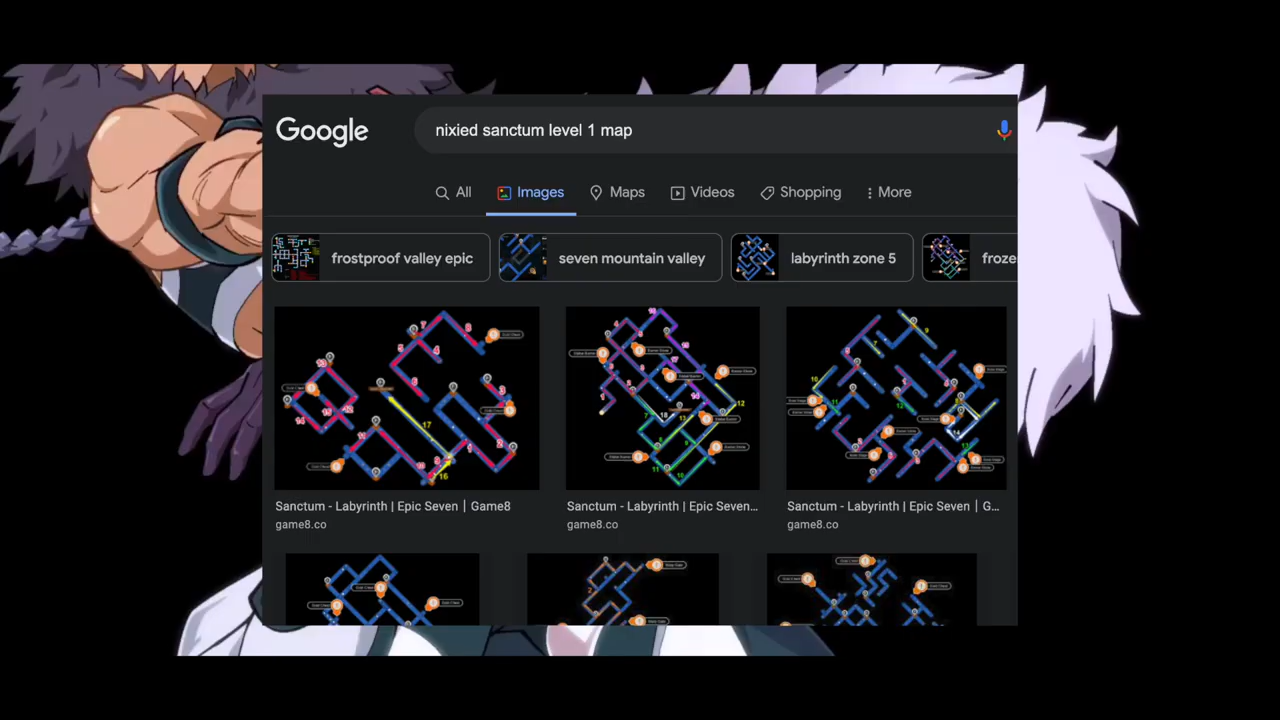 Google
nixied sanctum level 1 map
All
Images
Maps
Videos
Shopping
More
frostproof valley epic
seven mountain valley
labyrinth zone 5
froze
Sanctum - Labyrinth | Epic Seven | Game8
game8.co
Sanctum - Labyrinth | Epic Seven...
game8.co
Sanctum - Labyrinth | Epic Seven | G...
game8.co